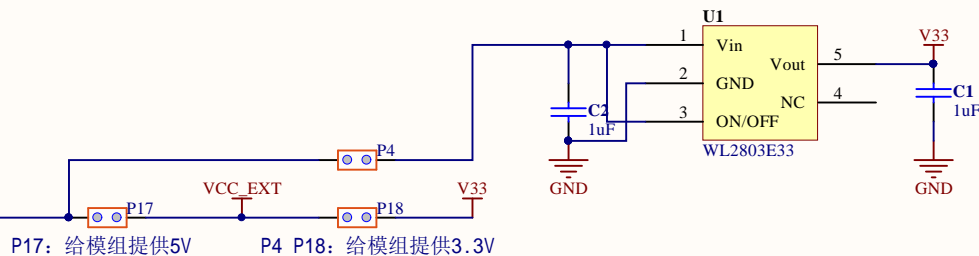 U1
V33
1
Vin
Vout
5
2
GND
NC
4
C1
1uF
C2
1uF
3
ON/OFF
WL2803E33
P4
GND
GND
VCC_EXT
V33
P17
P18
P17: 给模组提供5V
P4 P18: 给模组提供3.3V